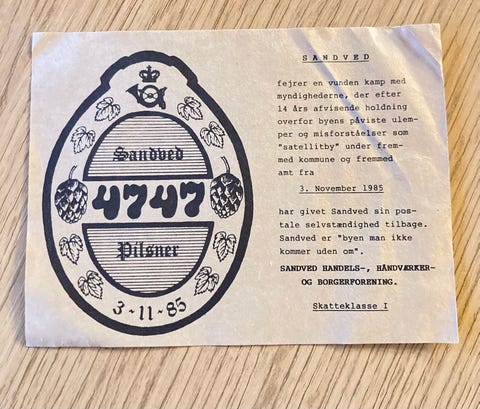 Sandved
4747
Pilsner
3-11-85
SANDVED
fejrer en vunden kamp med
myndighederne, der efter
14 års afvisende holdning
overfor byens påviste ulem-
per og misforståelser som
"satellitby" under frem-
med kommune og fremmed
amt fra
3. November 1985
har givet Sandved sin pos-
tale selvstændighed tilbage.
Sandved er "byen man ikke
kommer uden om".
SANDVED HANDELS-, HÅNDVÆRKER-
OG BORGERFORENING.
Skatteklasse I